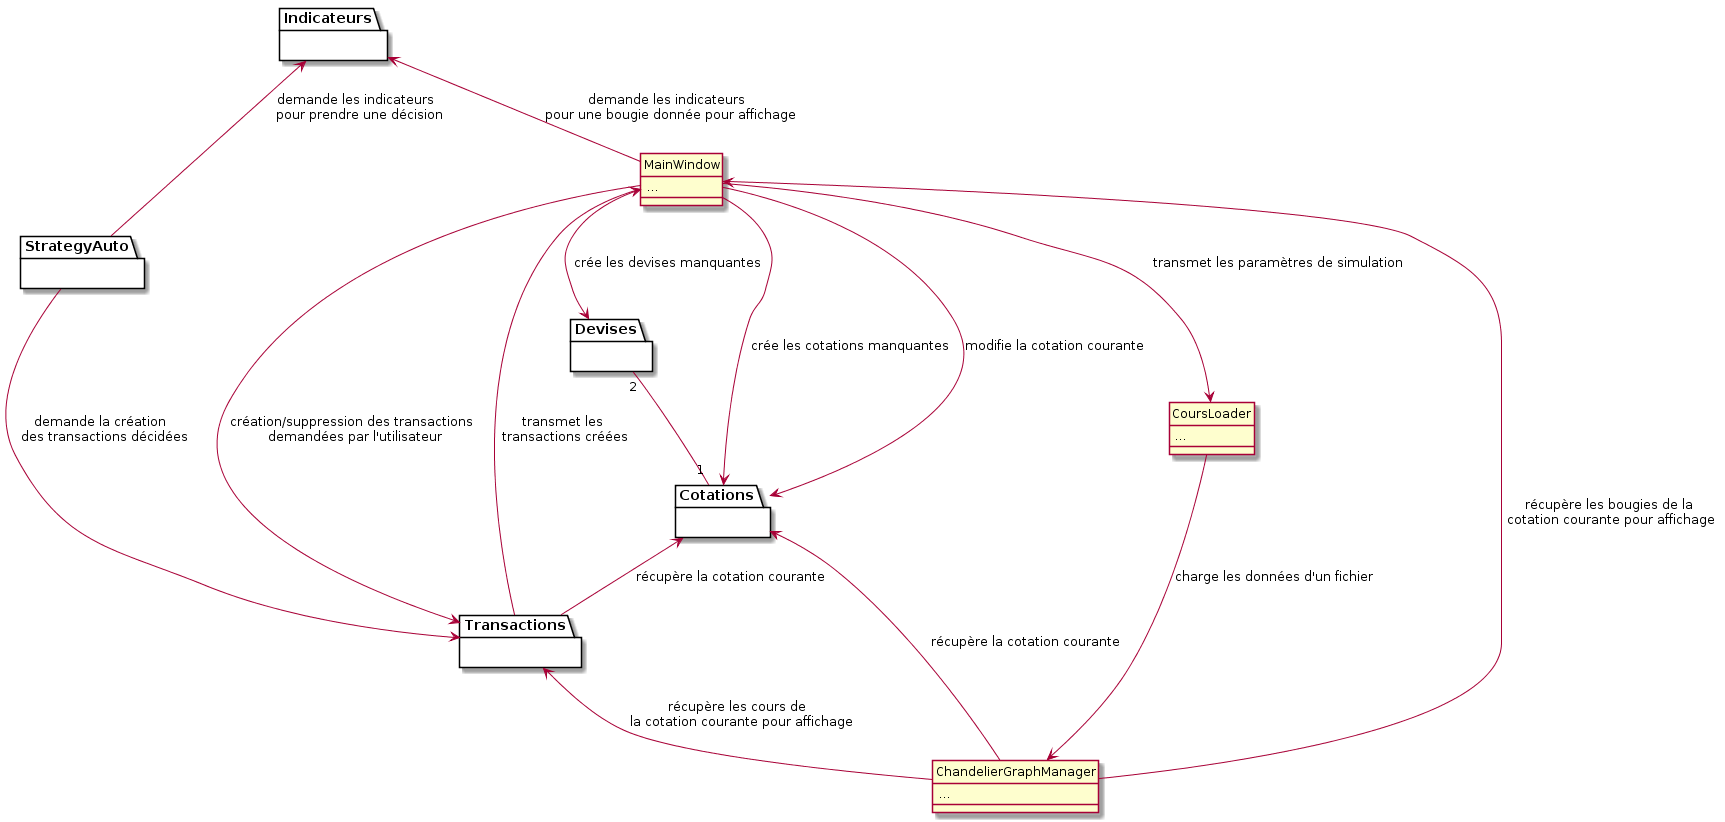 Indicateurs
demande les indicateurs
pour prendre une décision
demande les indicateurs
pour une bougie donnée pour affichage
MainWindow
...
StrategyAuto
crée les devises manquantes
transmet les paramètres de simulation
Devises
crée les cotations manquantes
modifie la cotation courante
2
CoursLoader
...
demande la création
des transactions décidées
création/suppression des transactions
demandées par l'utilisateur
transmet les
transactions créées
1
Cotations
récupère les bougies de la
cotation courante pour affichage
récupère la cotation courante
charge les données d'un fichier
Transactions
récupère la cotation courante
récupère les cours de
la cotation courante pour affichage
ChandelierGraphManager
...